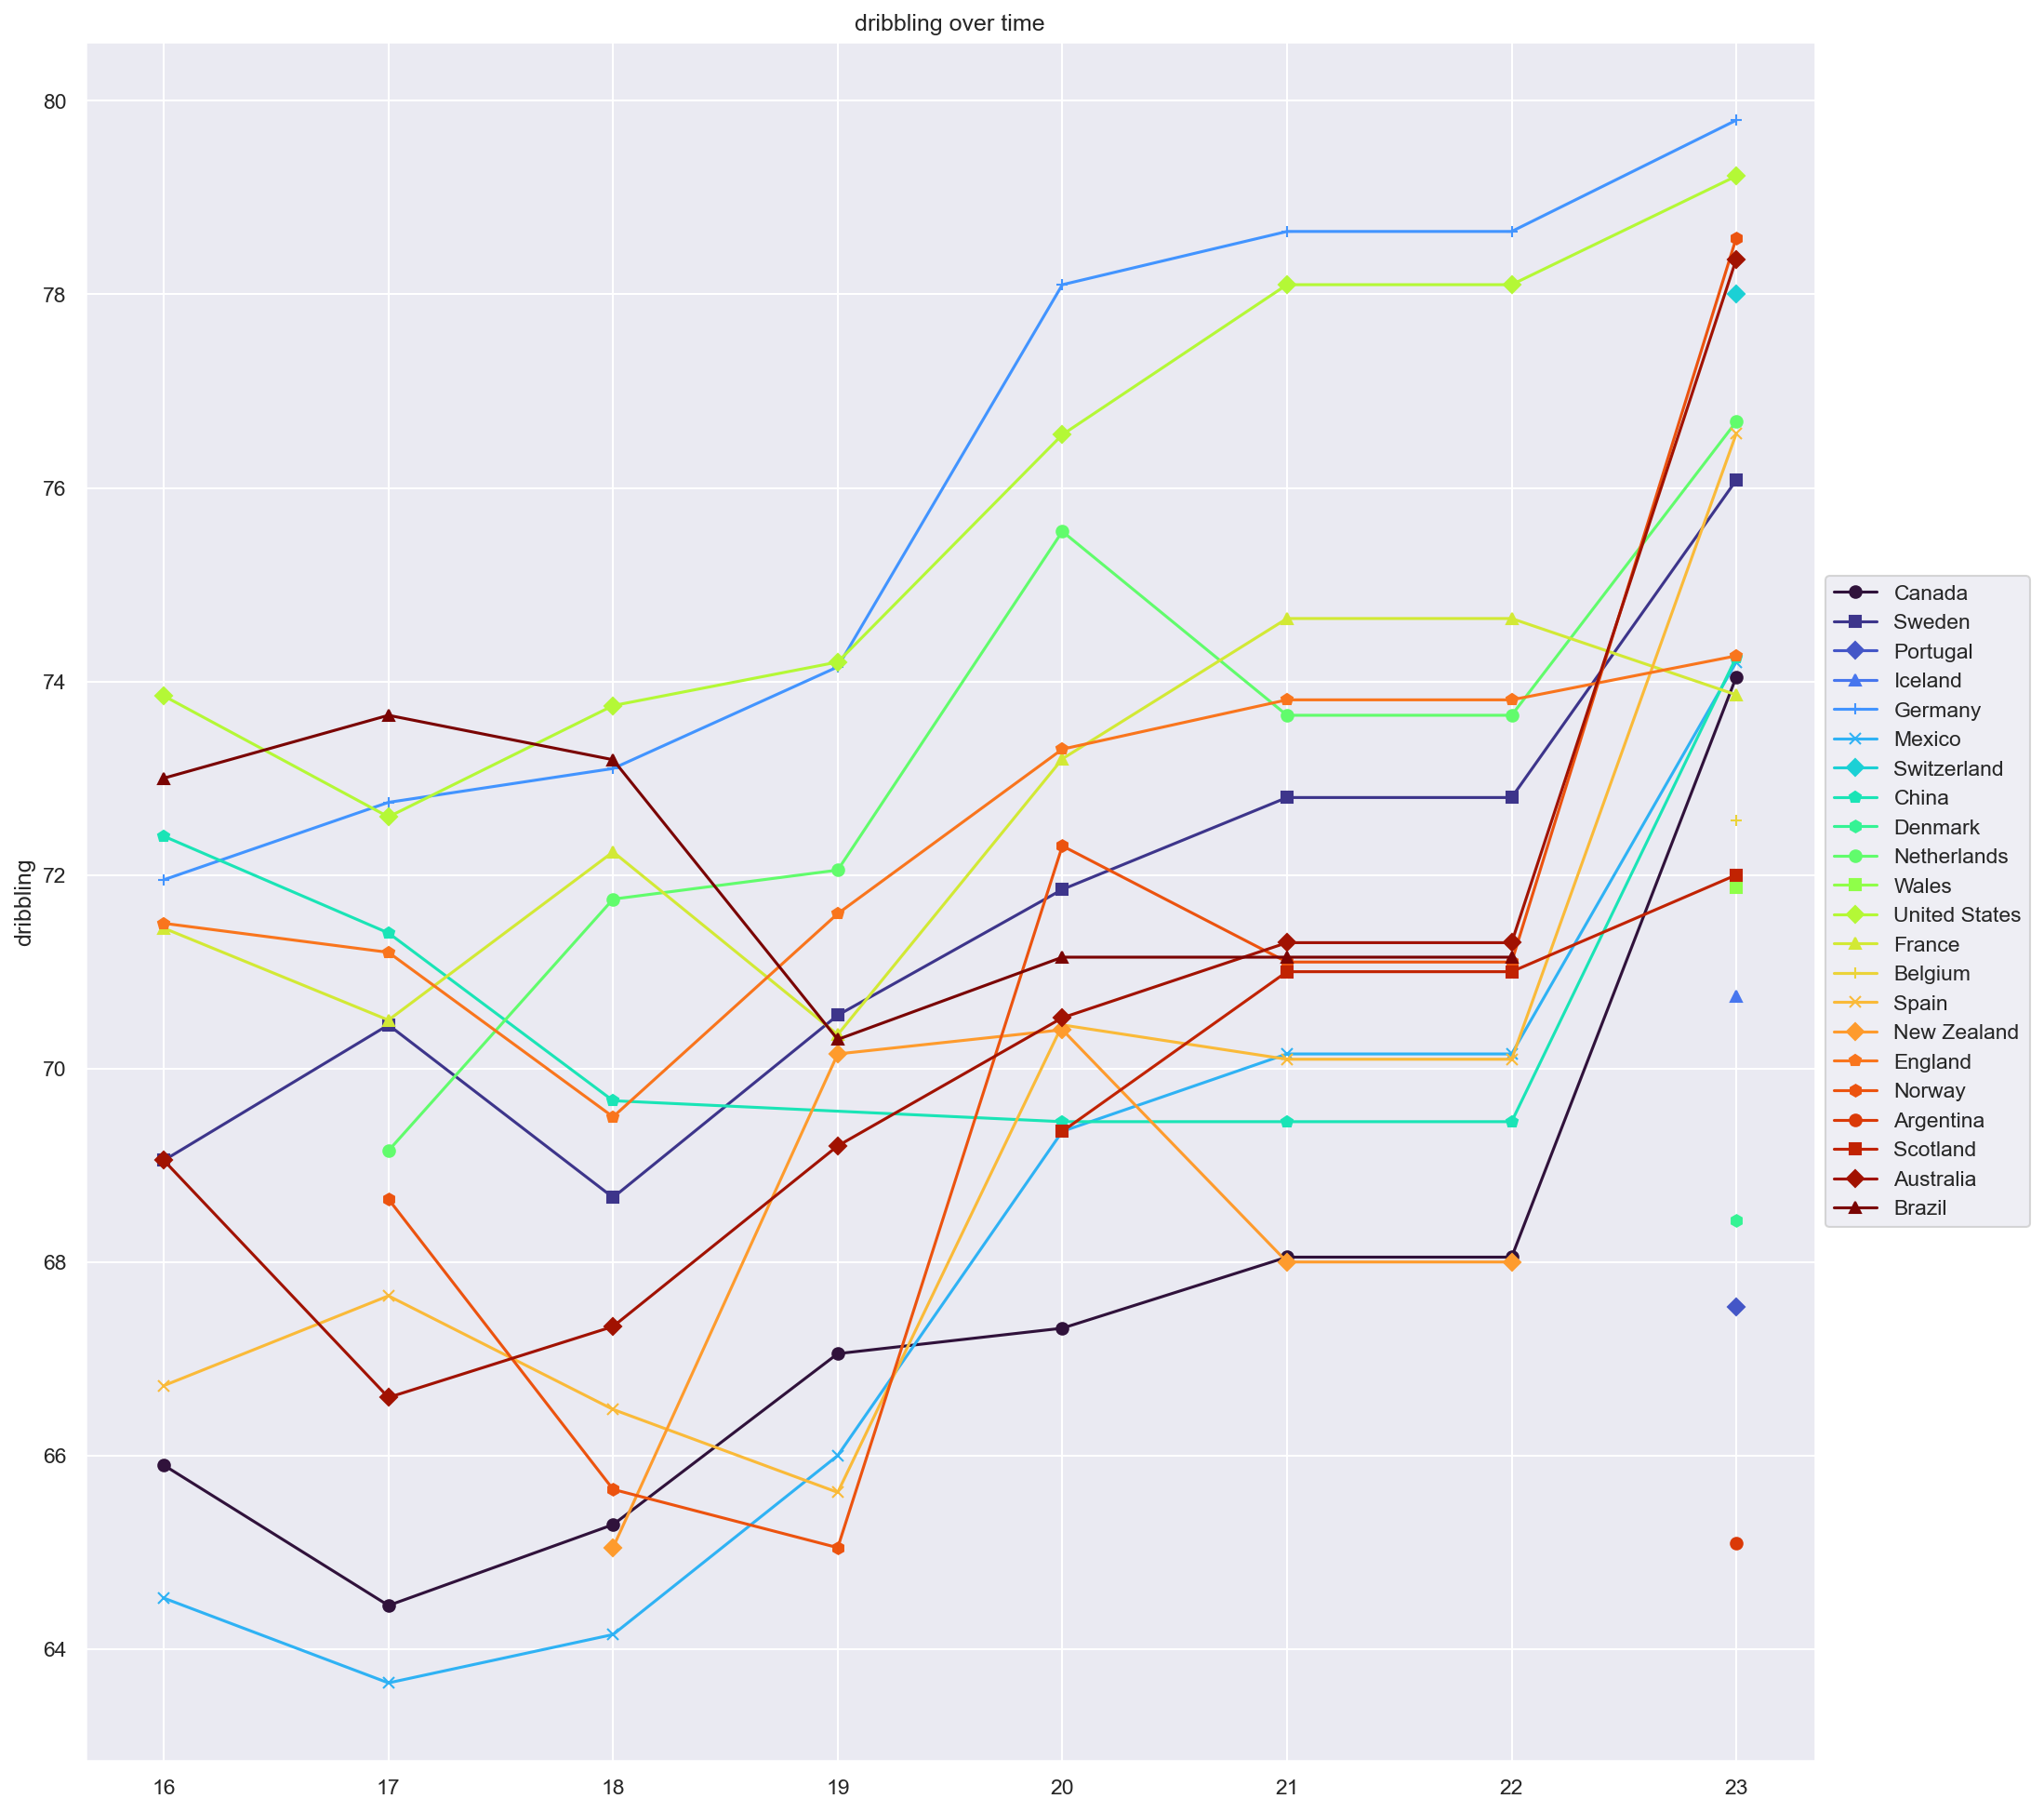 dribbling over time
80
78
76
74
72
70
68
66
64
dribbling
16 17 18 19 20 21 22 23
Canada
Sweden
Portugal
Iceland
Germany
Mexico
Switzerland
China
Denmark
Netherlands
Wales
United States
France
Belgium
Spain
New Zealand
England
Norway
Argentina
Scotland
Australia
Brazil